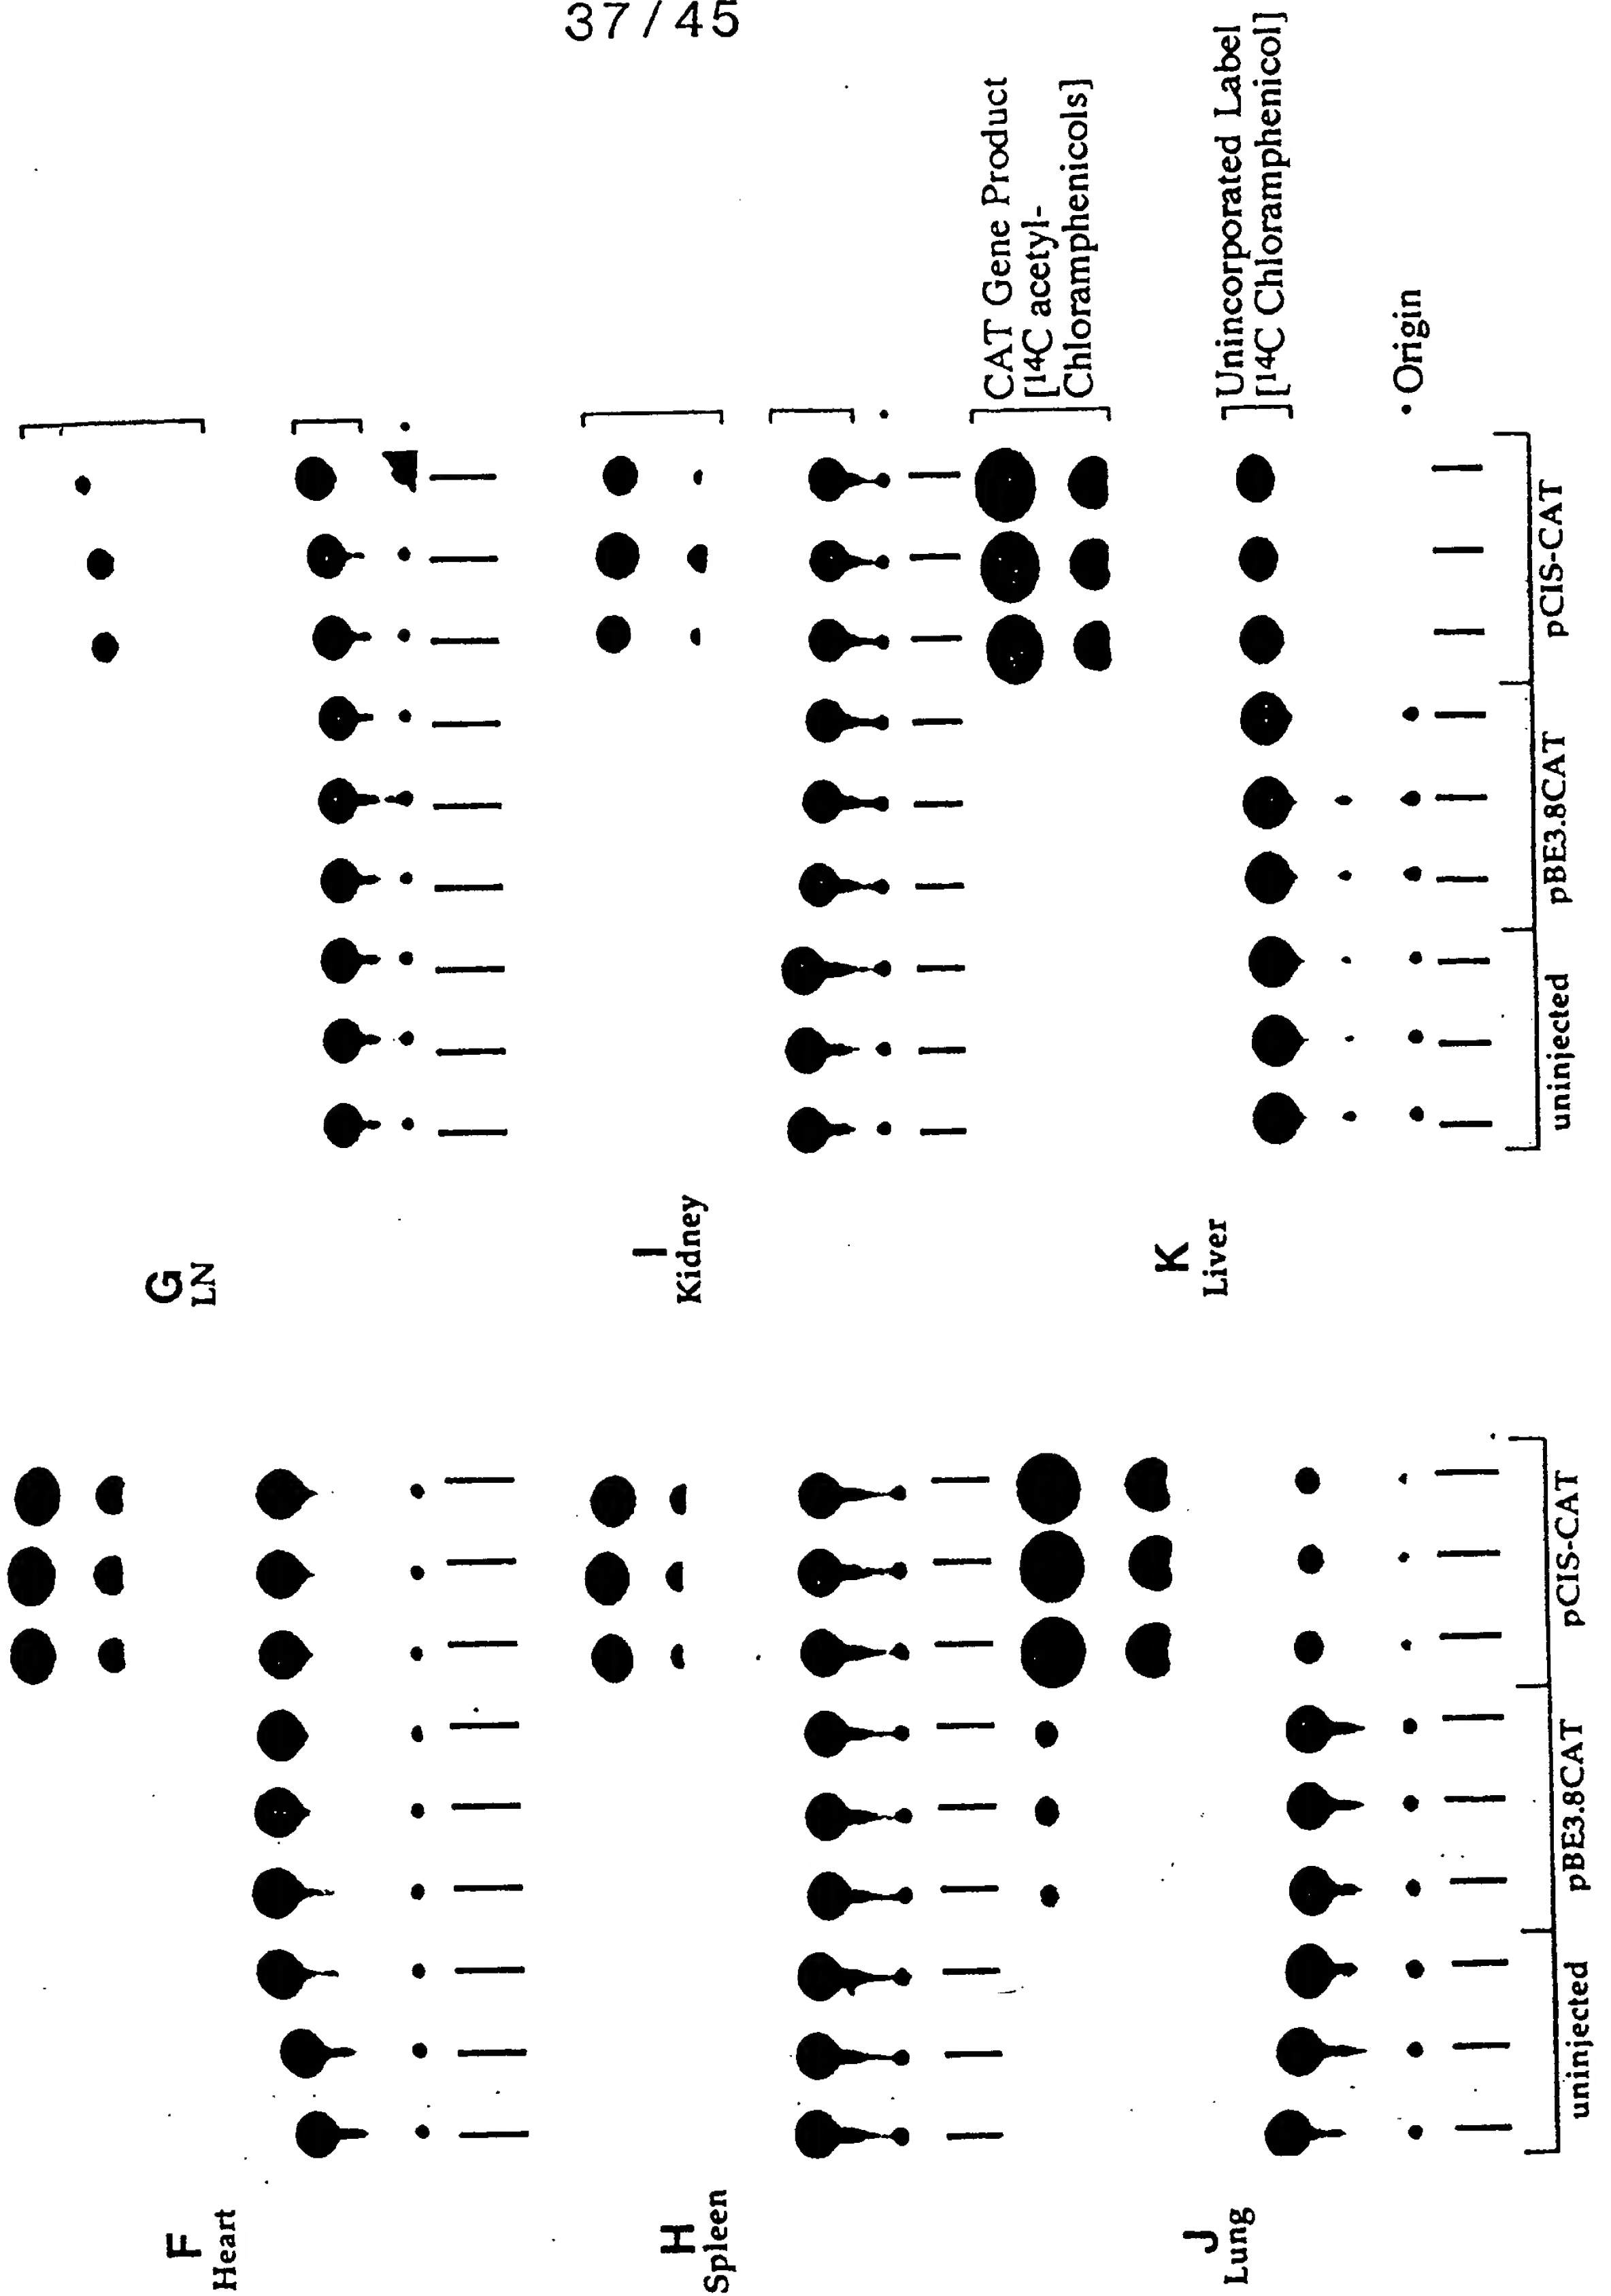 37/45
F
Heart
G
LN
H
Spleen
I
Kidney
J
Lung
K
Liver
CAT Gene Product
[14C acetyl-
Chloramphenicols]
Unincorporated Label
[14C Chloramphenicol]
• Origin
uninjected pBE3.8CAT pCIS-CAT
uninjected pBE3.8CAT pCIS-CAT